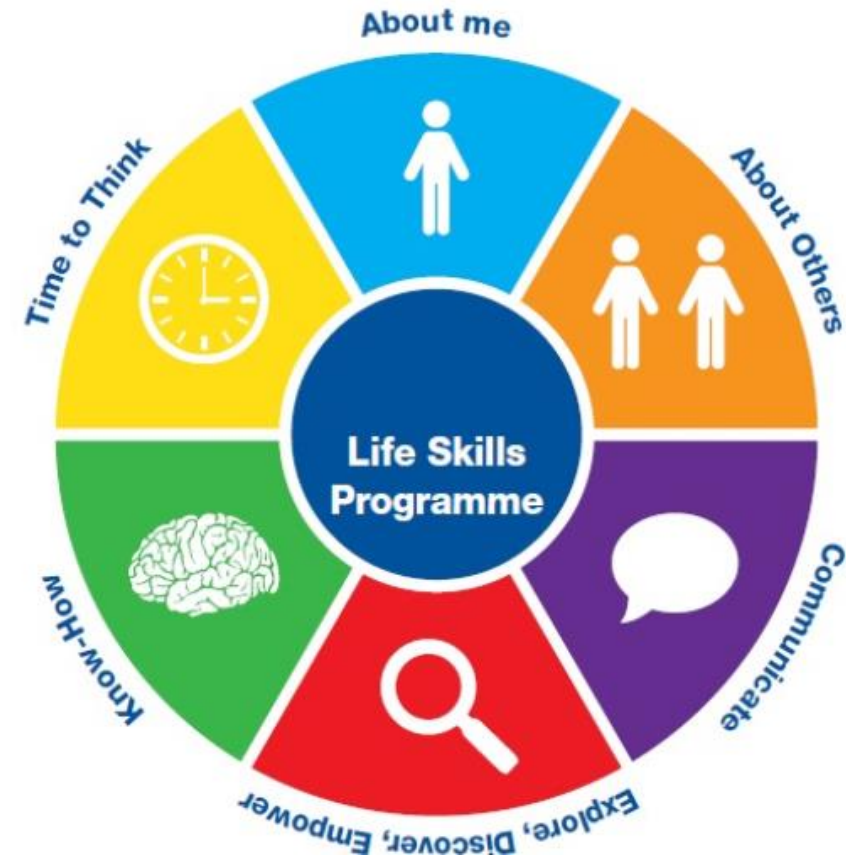 About me
About Others
Communicate
Explore, Discover, Empower
Know-How
Time to Think
Life Skills
Programme